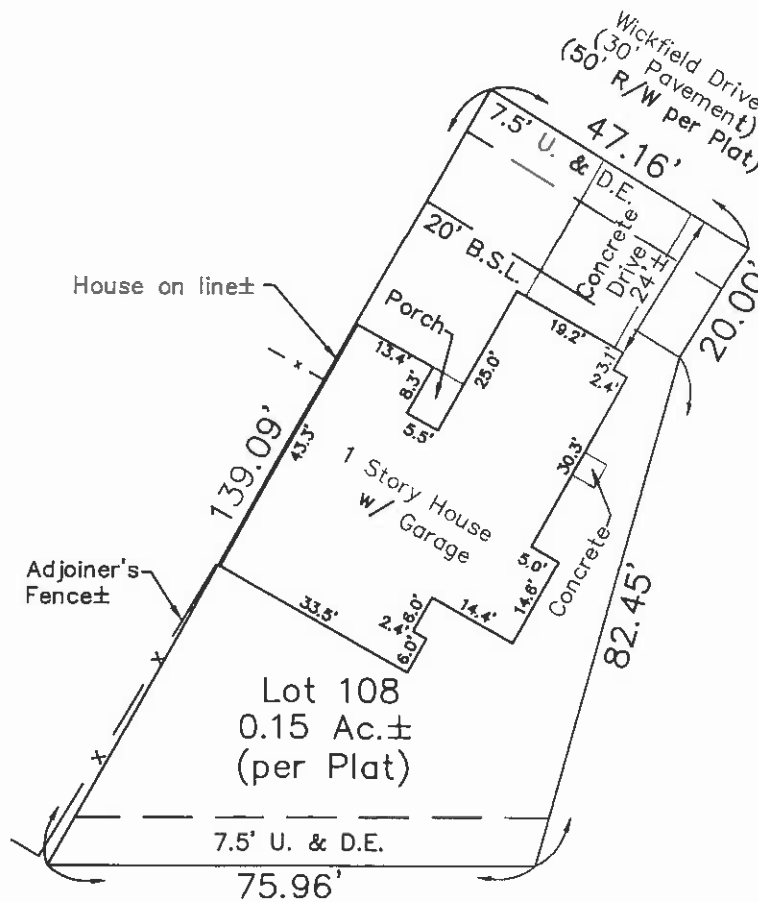 Wickfield Drive
(30' Pavement)
(50' R/W per Plat)
47.16'
7.5' U. & D.E.
Concrete
Drive
24'±
20' B.S.L.
20.00'
House on line±
Porch
19.2'
3.1'
2.4'
13.4'
8.3'
25.0'
5.5'
x
43.3'
139.09'
1 Story House
w/ Garage
30.3'
Concrete
5.0'
14.6'
82.45'
Adjoiner's
Fence±
33.5'
6.0'
2.4'
6.0'
14.4'
x
x
Lot 108
0.15 Ac.±
(per Plat)
7.5' U. & D.E.
75.96'